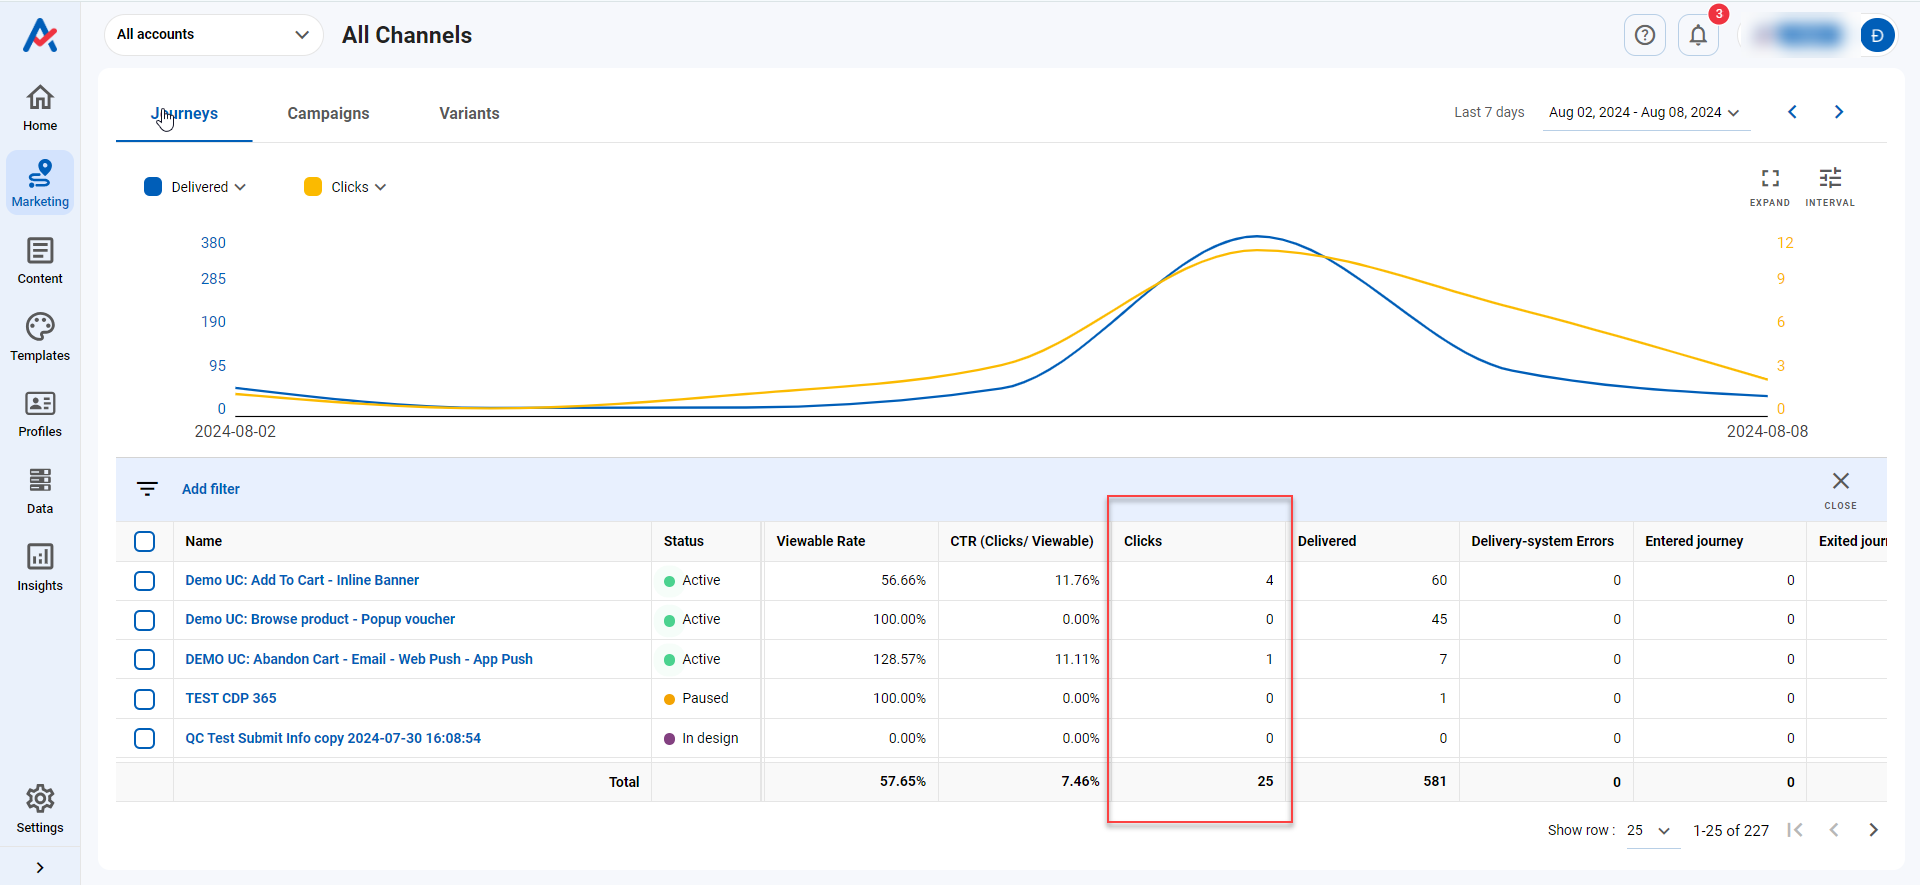 All accounts
All Channels
3
Đ
Home
Marketing
Content
Templates
Profiles
Data
Insights
Settings
Journeys Campaigns Variants
Last 7 days Aug 02, 2024 - Aug 08, 2024
Delivered Clicks
EXPAND INTERVAL
380 12
285 9
190 6
95 3
0 0
2024-08-02 2024-08-08
Add filter
CLOSE
Name Status Viewable Rate CTR (Clicks/ Viewable) Clicks Delivered Delivery-system Errors Entered journey Exited jour
Demo UC: Add To Cart - Inline Banner Active 56.66% 11.76% 4 60 0 0
Demo UC: Browse product - Popup voucher Active 100.00% 0.00% 0 45 0 0
DEMO UC: Abandon Cart - Email - Web Push - App Push Active 128.57% 11.11% 1 7 0 0
TEST CDP 365 Paused 100.00% 0.00% 0 1 0 0
QC Test Submit Info copy 2024-07-30 16:08:54 In design 0.00% 0.00% 0 0 0 0
Total 57.65% 7.46% 25 581 0 0
Show row : 25 1-25 of 227